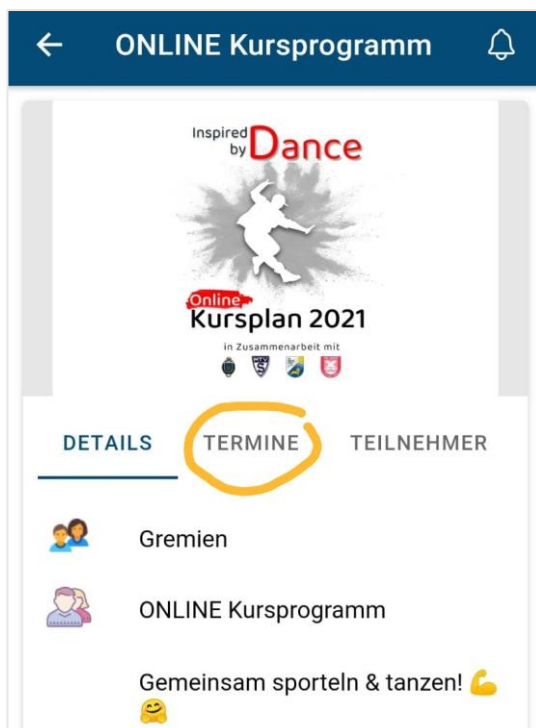 ONLINE Kursprogramm
Inspired
by Dance
Online
Kursplan 2021
in Zusammenarbeit mit
DETAILS TERMINE TEILNEHMER
Gremien
ONLINE Kursprogramm
Gemeinsam sporteln & tanzen! 💪
🤗